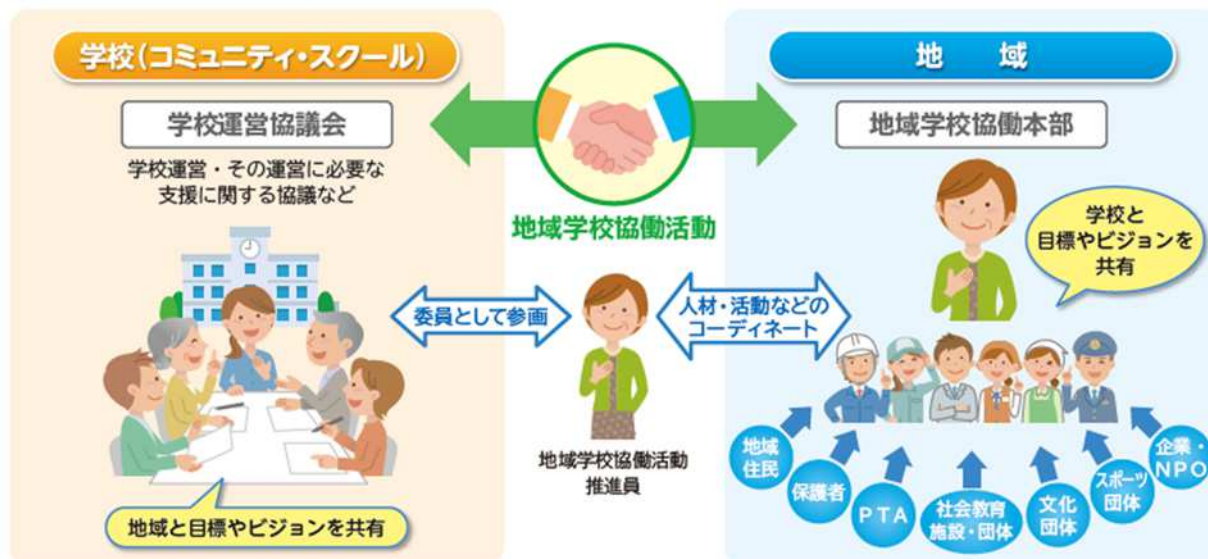 学校（コミュニティ・スクール）
学校運営協議会
学校運営・その運営に必要な
支援に関する協議など
地域と目標やビジョンを共有
地域学校協働活動
委員として参画
人材・活動などの
コーディネート
地域学校協働活動
推進員
地　域
地域学校協働本部
学校と
目標やビジョンを
共有
地域
住民
保護者
PTA
社会教育
施設・団体
文化
団体
スポーツ
団体
企業・
NPO